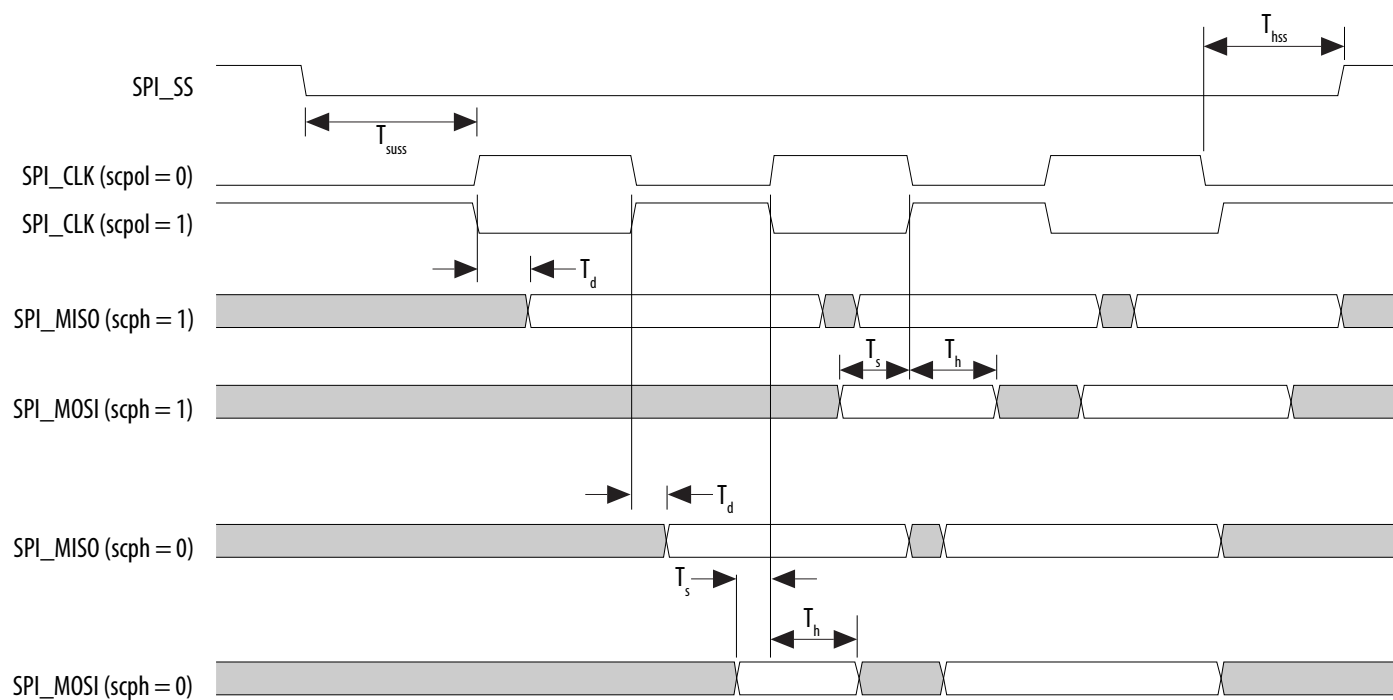 T_hss
SPI_SS
T_suss
SPI_CLK (scpol = 0)
SPI_CLK (scpol = 1)
T_d
SPI_MISO (scph = 1)
T_s T_h
SPI_MOSI (scph = 1)
T_d
SPI_MISO (scph = 0)
T_s
T_h
SPI_MOSI (scph = 0)